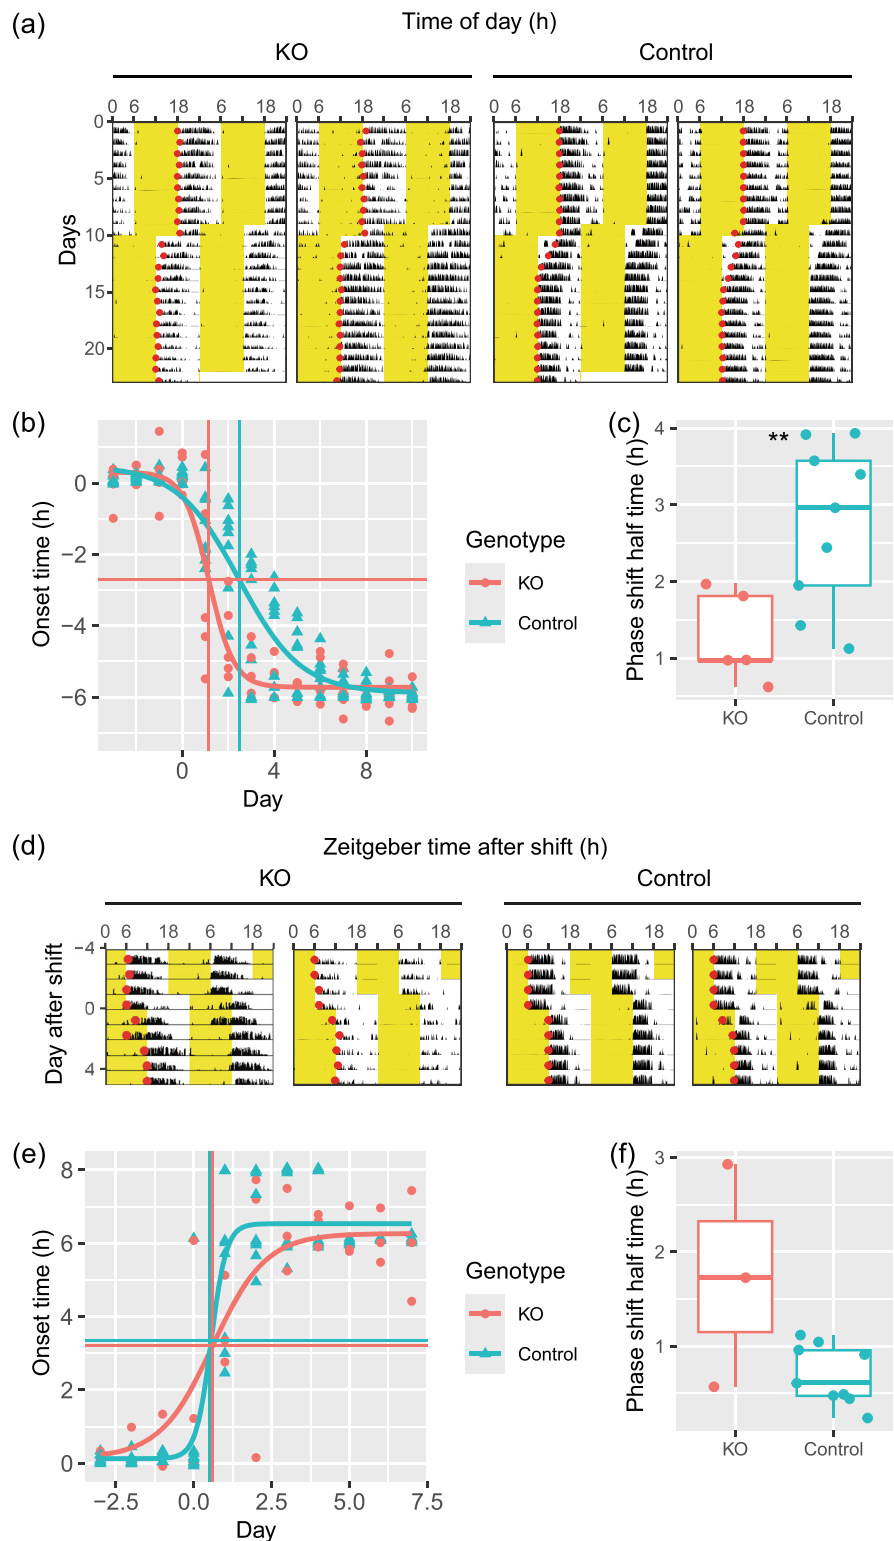 (a)
Time of day (h)
KO
Control
0 6 18 6 18
0 6 18 6 18
0 6 18 6 18
0 6 18 6 18
Days
0
5
10
15
20
(b)
Onset time (h)
0
−2
−4
−6
0 4 8
Day
Genotype
KO
Control
(c)
Phase shift half time (h)
4
3
2
1
**
KO Control
(d)
Zeitgeber time after shift (h)
KO
Control
0 6 18 6 18
0 6 18 6 18
0 6 18 6 18
0 6 18 6 18
Day after shift
−4
0
4
(e)
Onset time (h)
8
6
4
2
0
−2.5 0.0 2.5 5.0 7.5
Day
Genotype
KO
Control
(f)
Phase shift half time (h)
3
2
1
KO Control